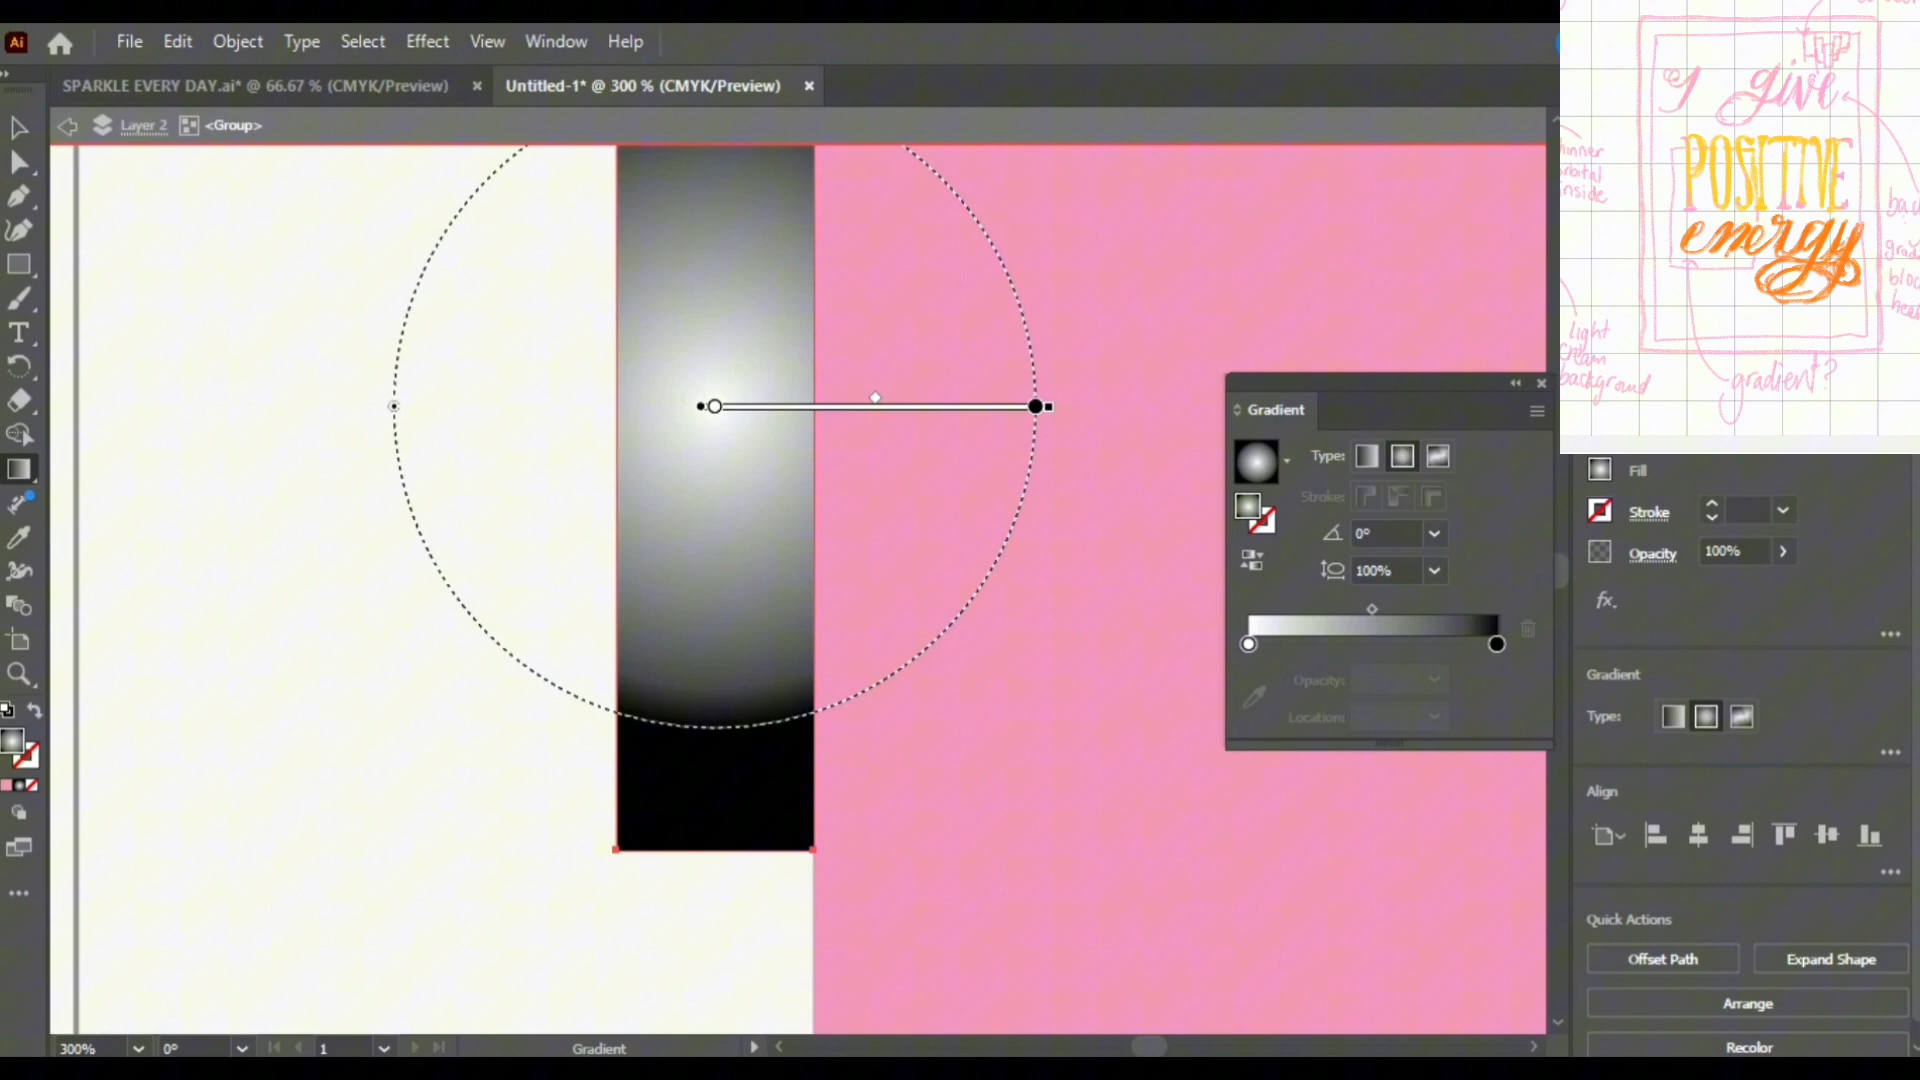 Ai File Edit Object Type Select Effect View Window Help
SPARKLE EVERY DAY.ai* @ 66.67 % (CMYK/Preview) × Untitled-1* @ 300 % (CMYK/Preview) ×
Layer 2 <Group>
I give
POSITIVE
energy
inside
light
background
gradient?
Gradient
Type:
Stroke:
0°
100%
Opacity:
Location:
Fill
Stroke
Opacity 100%
fx.
Gradient
Type:
Align
Quick Actions
Offset Path Expand Shape
Arrange
Recolor
300% 0° 1 Gradient